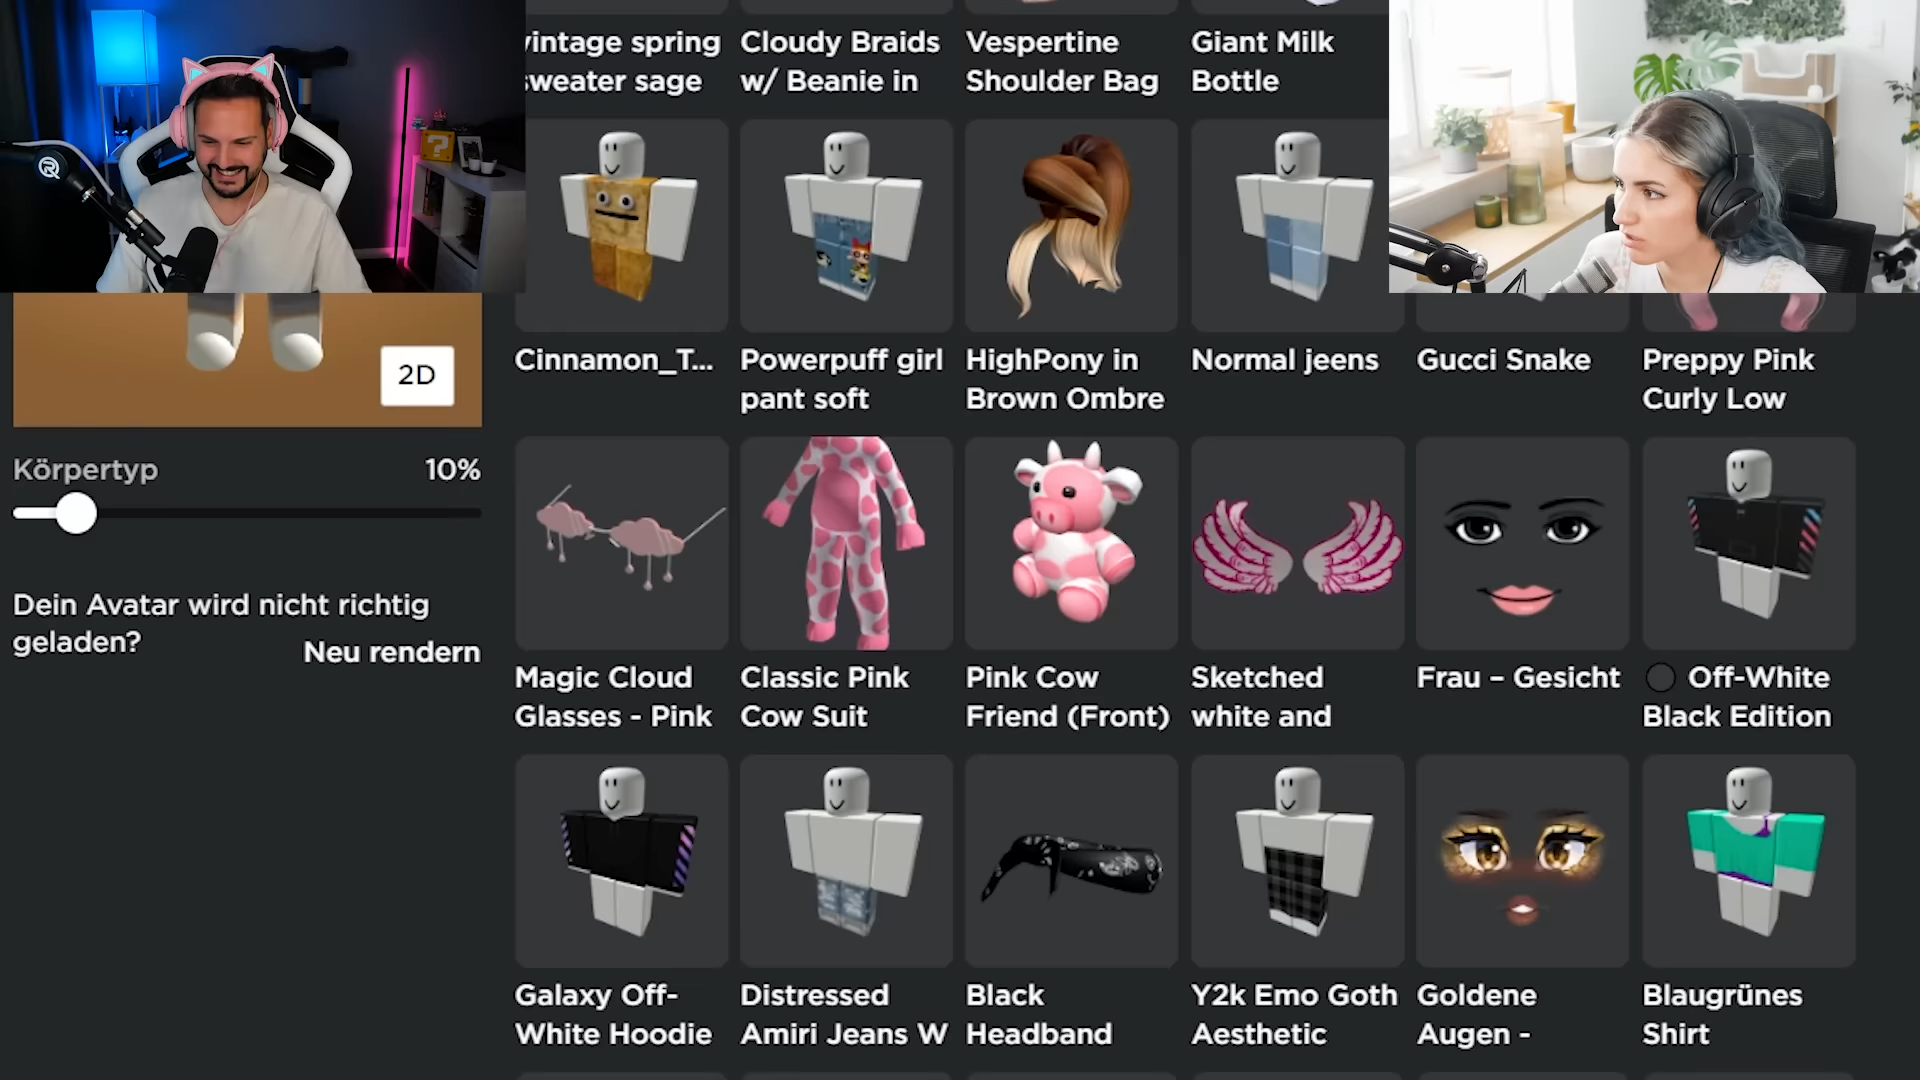 vintage spring
sweater sage
Cloudy Braids
w/ Beanie in
Vespertine
Shoulder Bag
Giant Milk
Bottle
Cinnamon_T...
Powerpuff girl
pant soft
HighPony in
Brown Ombre
Normal jeens
Gucci Snake
Preppy Pink
Curly Low
2D
Körpertyp
10%
Dein Avatar wird nicht richtig
geladen?
Neu rendern
Magic Cloud
Glasses - Pink
Classic Pink
Cow Suit
Pink Cow
Friend (Front)
Sketched
white and
Frau – Gesicht
Off-White
Black Edition
Galaxy Off-
White Hoodie
Distressed
Amiri Jeans W
Black
Headband
Y2k Emo Goth
Aesthetic
Goldene
Augen -
Blaugrünes
Shirt